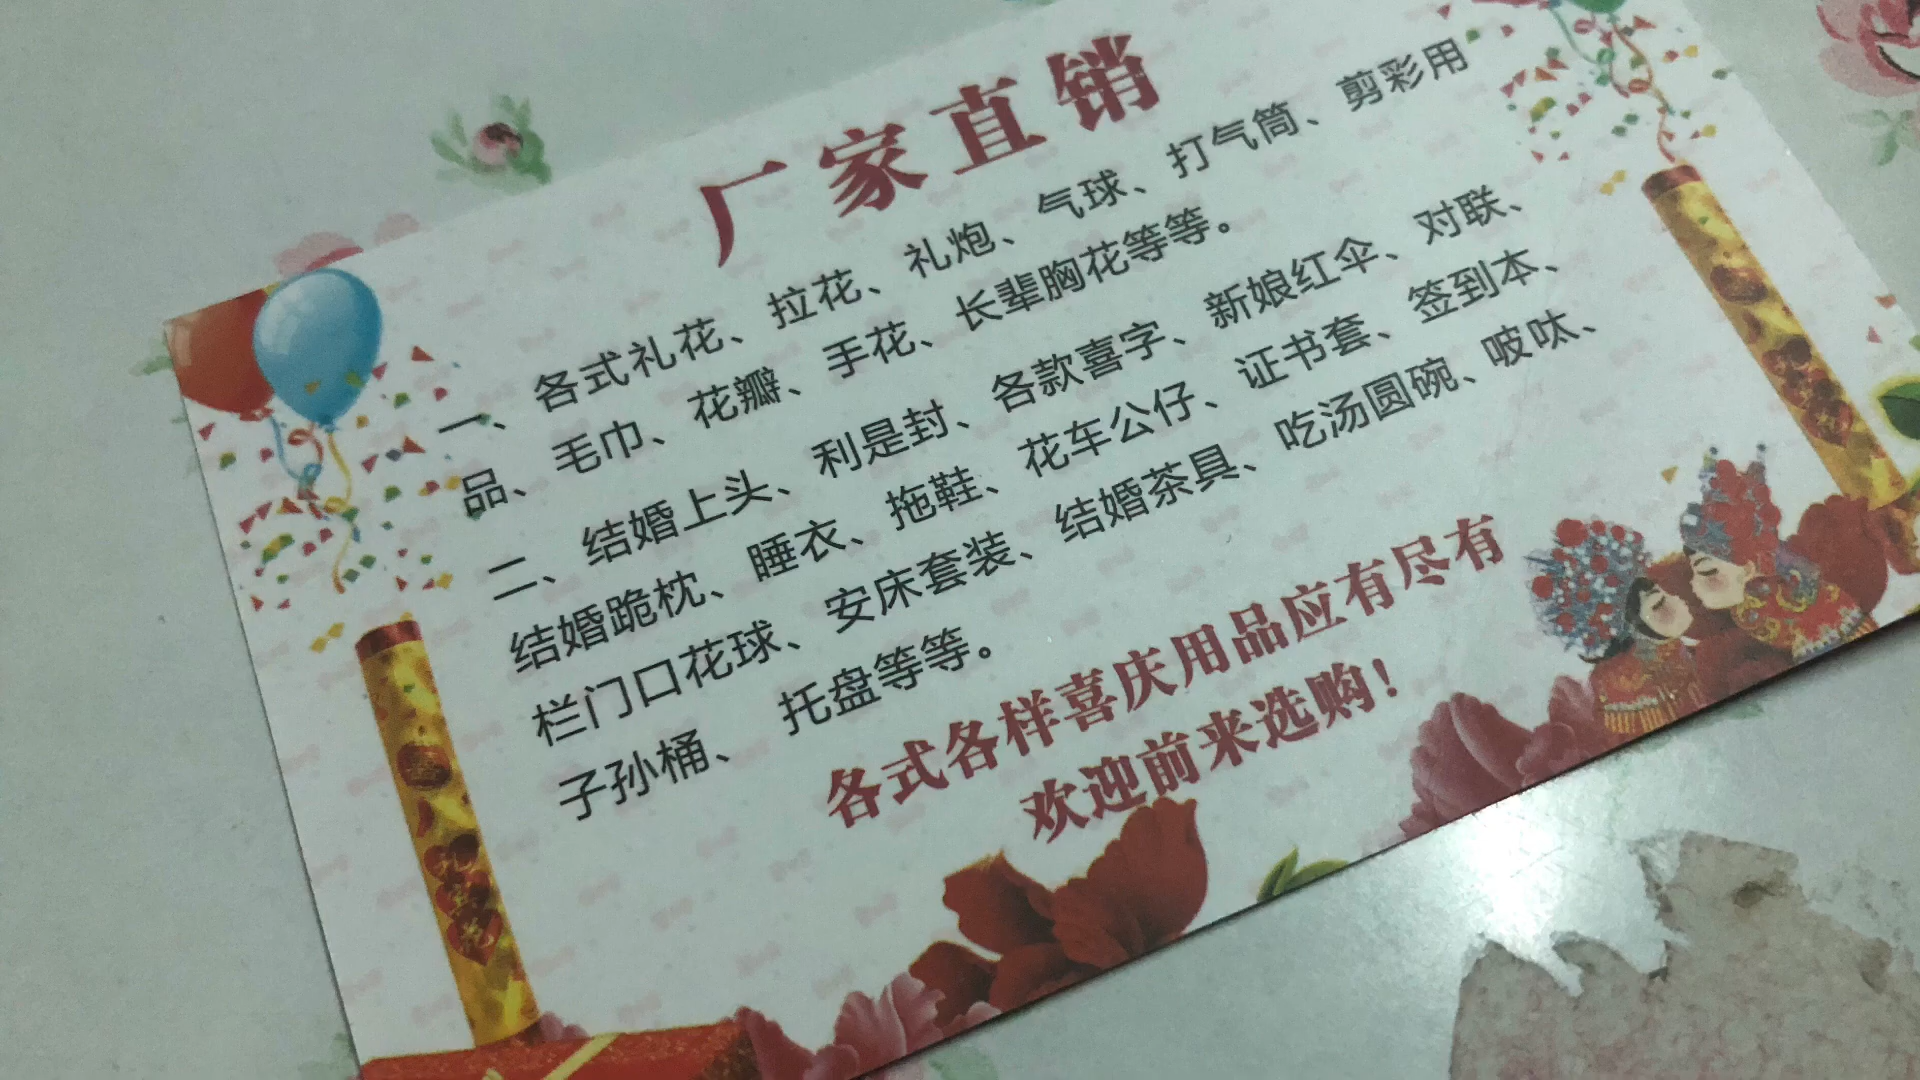 厂家直销
一、各式礼花、拉花、礼炮、气球、打气筒、剪彩用
品、毛巾、花瓣、手花、长辈胸花等等。
二、结婚上头、利是封、各款喜字、新娘红伞、对联、
结婚跪枕、睡衣、拖鞋、花车公仔、证书套、签到本、
栏门口花球、安床套装、结婚茶具、吃汤圆碗、啵呔、
子孙桶、托盘等等。
各式各样喜庆用品应有尽有
欢迎前来选购！